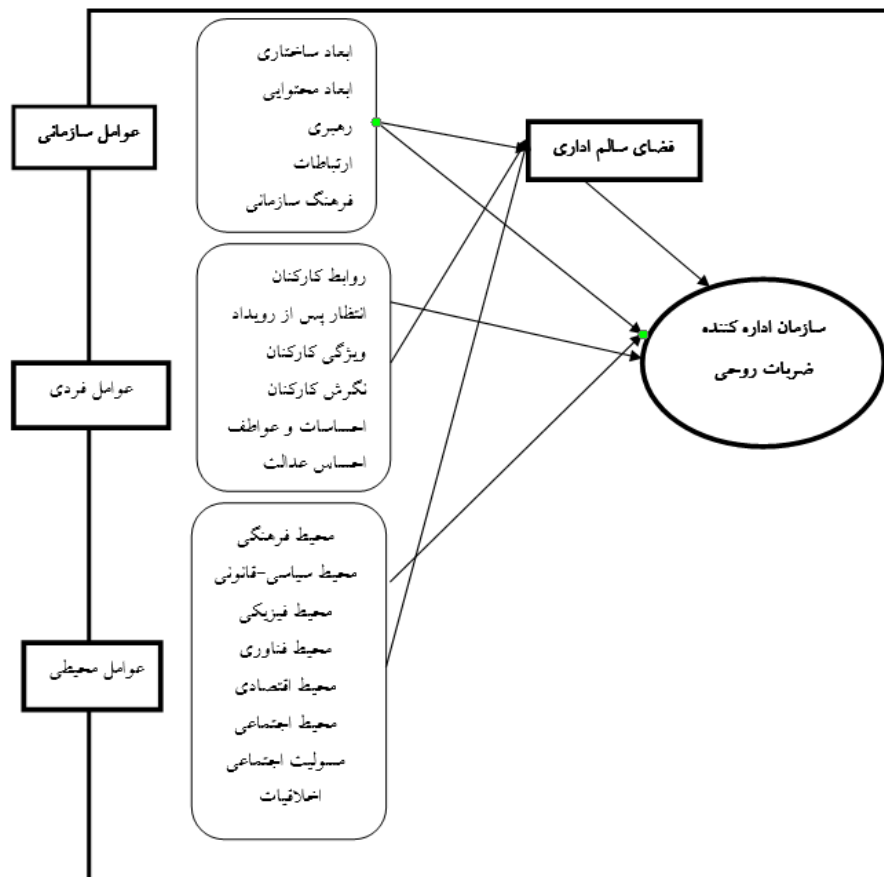 ابعاد ساختاری
ابعاد محتوایی
رهبری
ارتباطات
فرهنگ سازمانی
عوامل سازمانی
فضای سالم اداری
روابط کارکنان
انتظار پس از رویداد
ویژگی کارکنان
نگرش کارکنان
احساسات و عواطف
احساس عدالت
عوامل فردی
سازمان اداره کننده
ضربات روحی
محیط فرهنگی
محیط سیاسی-قانونی
محیط فیزیکی
محیط فناوری
محیط اقتصادی
محیط اجتماعی
مسولیت اجتماعی
اخلاقیات
عوامل محیطی